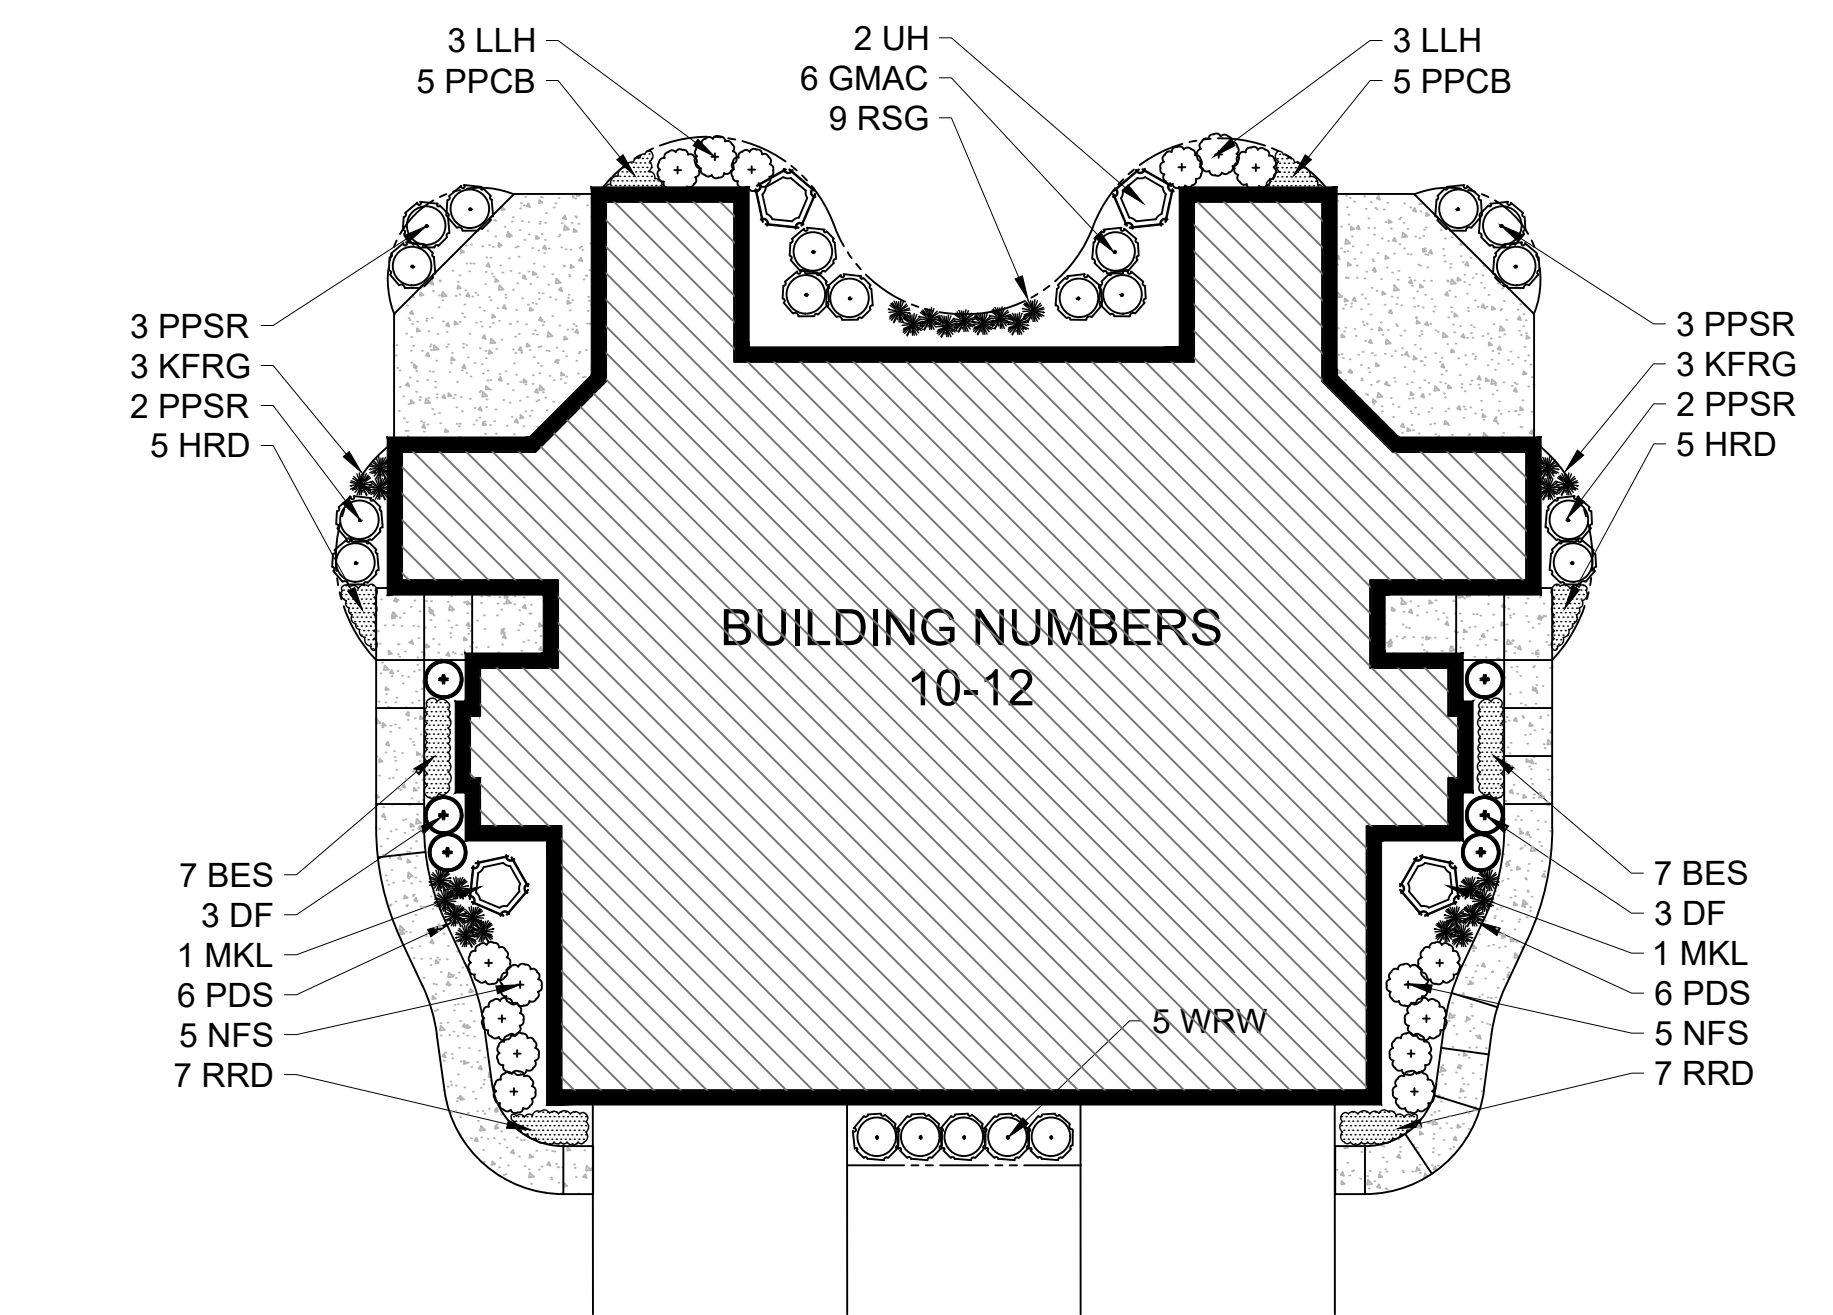 3 LLH
5 PPCB
2 UH
6 GMAC
9 RSG
3 LLH
5 PPCB
3 PPSR
3 KFRG
2 PPSR
5 HRD
3 PPSR
3 KFRG
2 PPSR
5 HRD
BUILDING NUMBERS
10-12
7 BES
3 DF
1 MKL
6 PDS
5 NFS
7 RRD
5 WRW
7 BES
3 DF
1 MKL
6 PDS
5 NFS
7 RRD